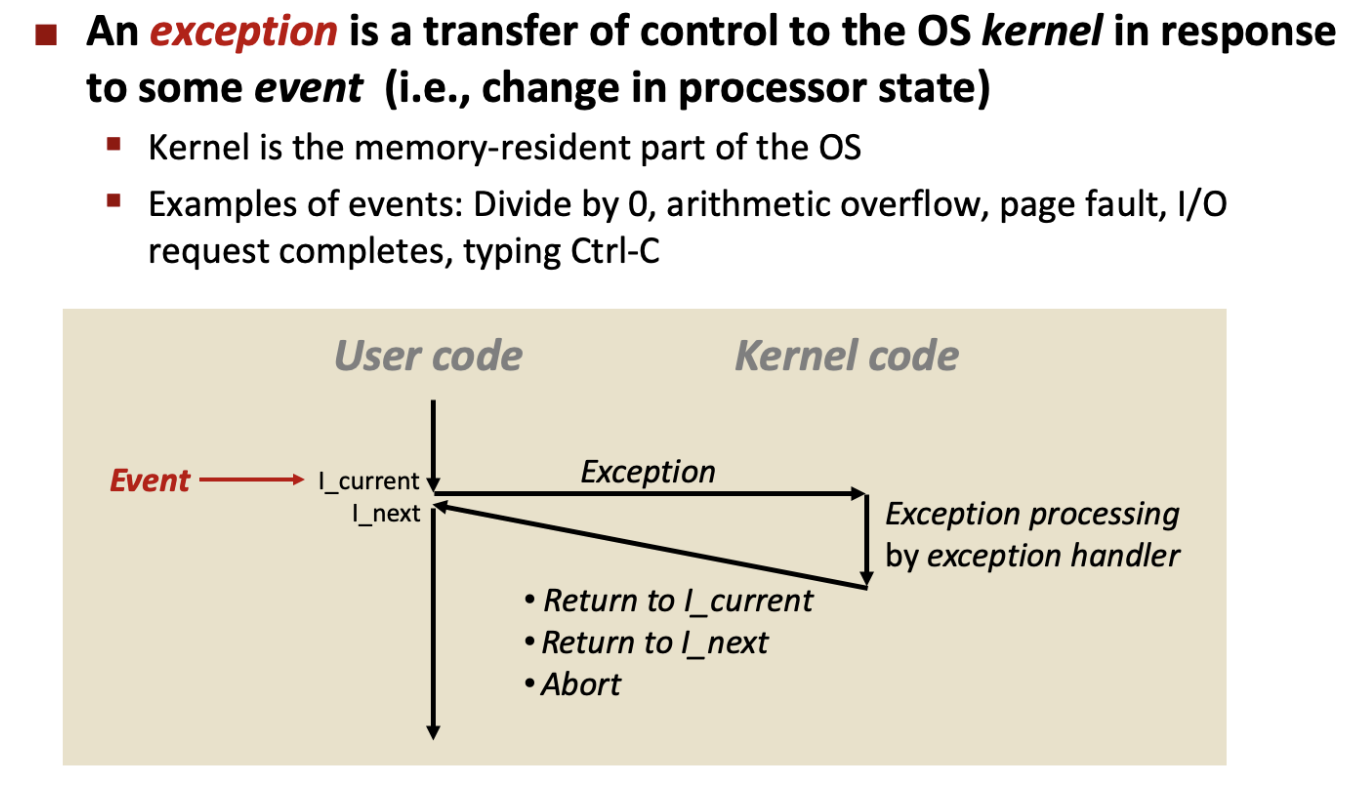 ■ An exception is a transfer of control to the OS kernel in response
to some event (i.e., change in processor state)
▪ Kernel is the memory-resident part of the OS
▪ Examples of events: Divide by 0, arithmetic overflow, page fault, I/O
request completes, typing Ctrl-C
User code
Kernel code
Event
I_current
Exception
I_next
Exception processing
by exception handler
• Return to I_current
• Return to I_next
• Abort